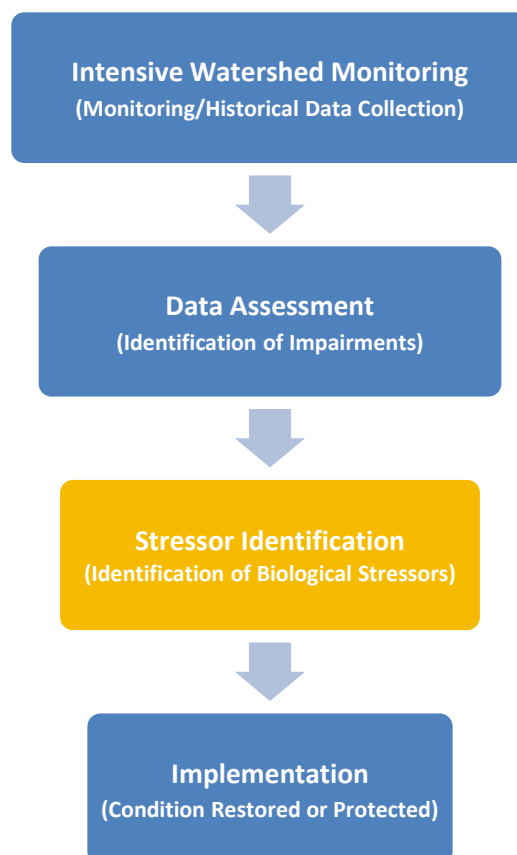 Intensive Watershed Monitoring
(Monitoring/Historical Data Collection)
Data Assessment
(Identification of Impairments)
Stressor Identification
(Identification of Biological Stressors)
Implementation
(Condition Restored or Protected)